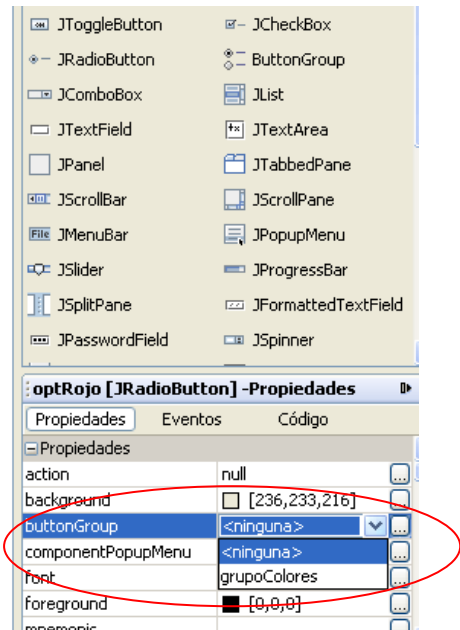 JToggleButton JCheckBox
JRadioButton ButtonGroup
JComboBox JList
JTextField JTextArea
JPanel JTabbedPane
JScrollBar JScrollPane
File JMenuBar JPopupMenu
JSlider JProgressBar
JSplitPane JFormattedTextField
JPasswordField JSpinner
optRojo [JRadioButton] -Propiedades
Propiedades Eventos Código
Propiedades
action null ...
background [236,233,216] ...
buttonGroup <ninguna> ...
componentPopupMenu <ninguna> ...
font grupoColores ...
foreground [0,0,0] ...
mnemonic